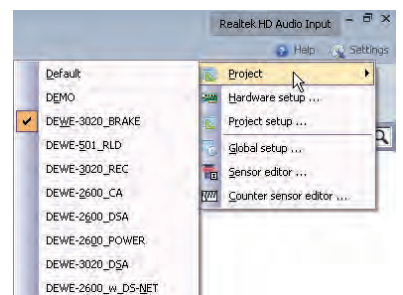 Realtek HD Audio Input
Help
Settings
Default
DEMO
DEWE-3020_BRAKE
DEWE-501_RLD
DEWE-3020_REC
DEWE-2600_CA
DEWE-2600_DSA
DEWE-2600_POWER
DEWE-3020_DSA
DEWE-2600_w_DS-NET
Project
Hardware setup ...
Project setup ...
Global setup ...
Sensor editor ...
Counter sensor editor ...